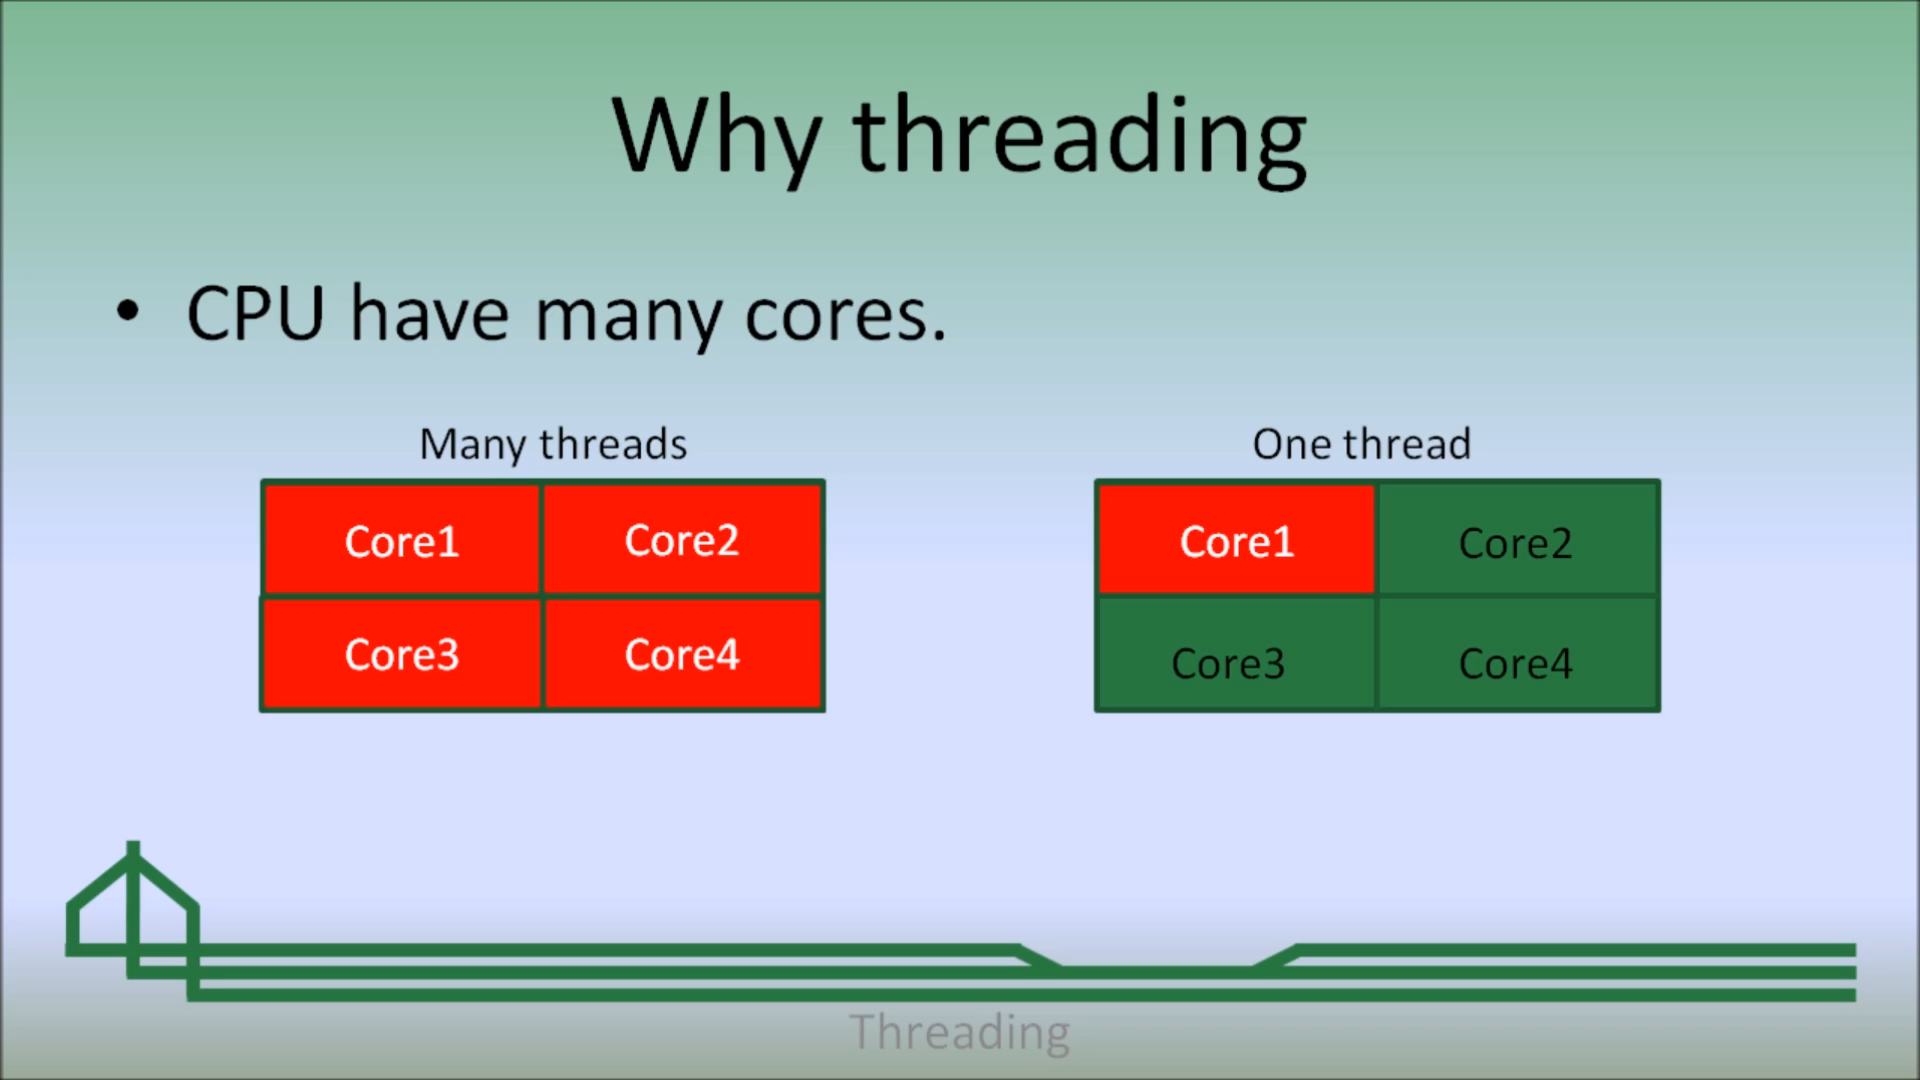 Why threading
• CPU have many cores.
Many threads
Core1 Core2
Core3 Core4
One thread
Core1 Core2
Core3 Core4
Threading